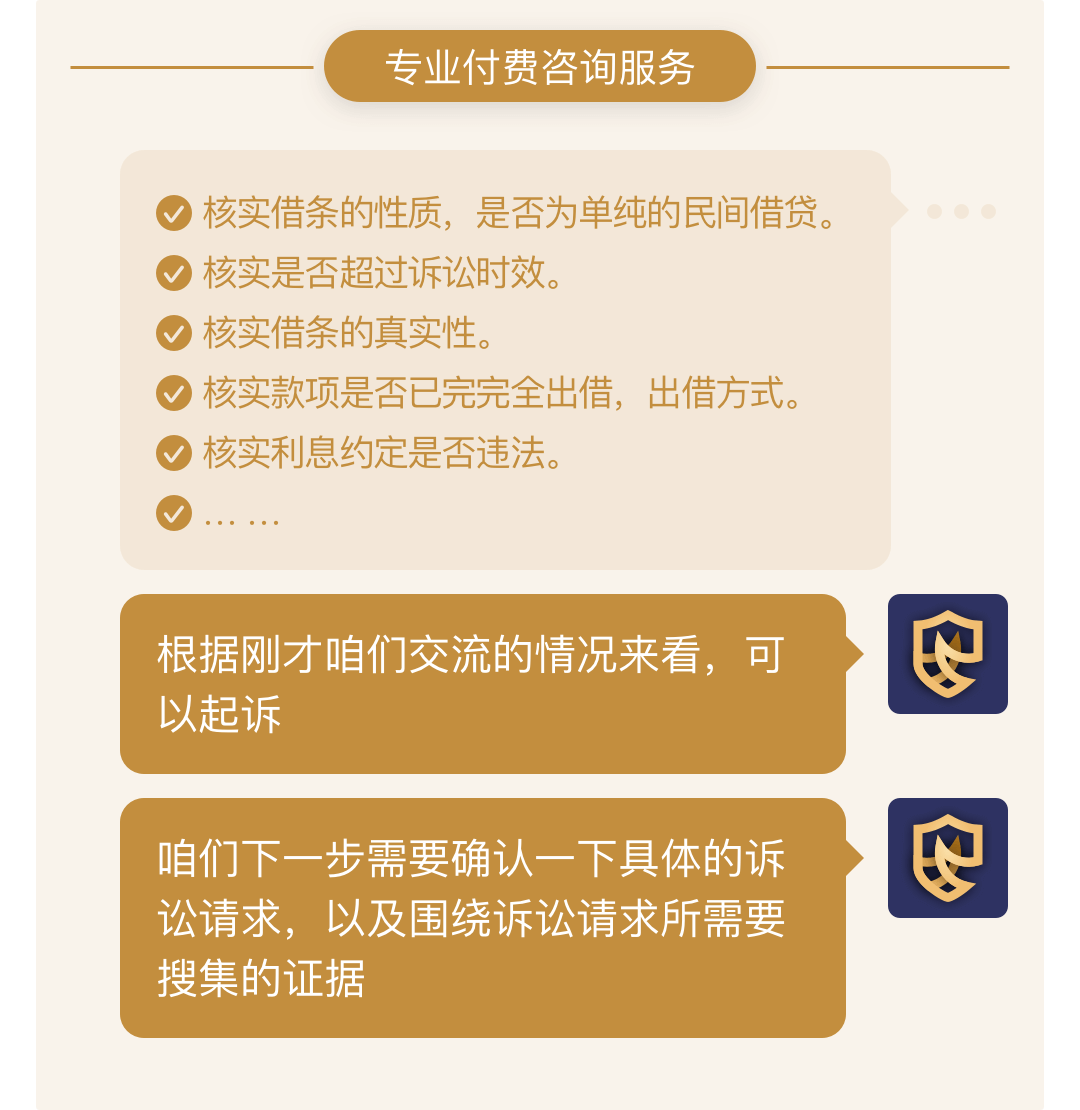 专业付费咨询服务
核实借条的性质，是否为单纯的民间借贷。
核实是否超过诉讼时效。
核实借条的真实性。
核实款项是否已完完全出借，出借方式。
核实利息约定是否违法。
... ...
根据刚才咱们交流的情况来看，可
以起诉
咱们下一步需要确认一下具体的诉
讼请求，以及围绕诉讼请求所需要
搜集的证据